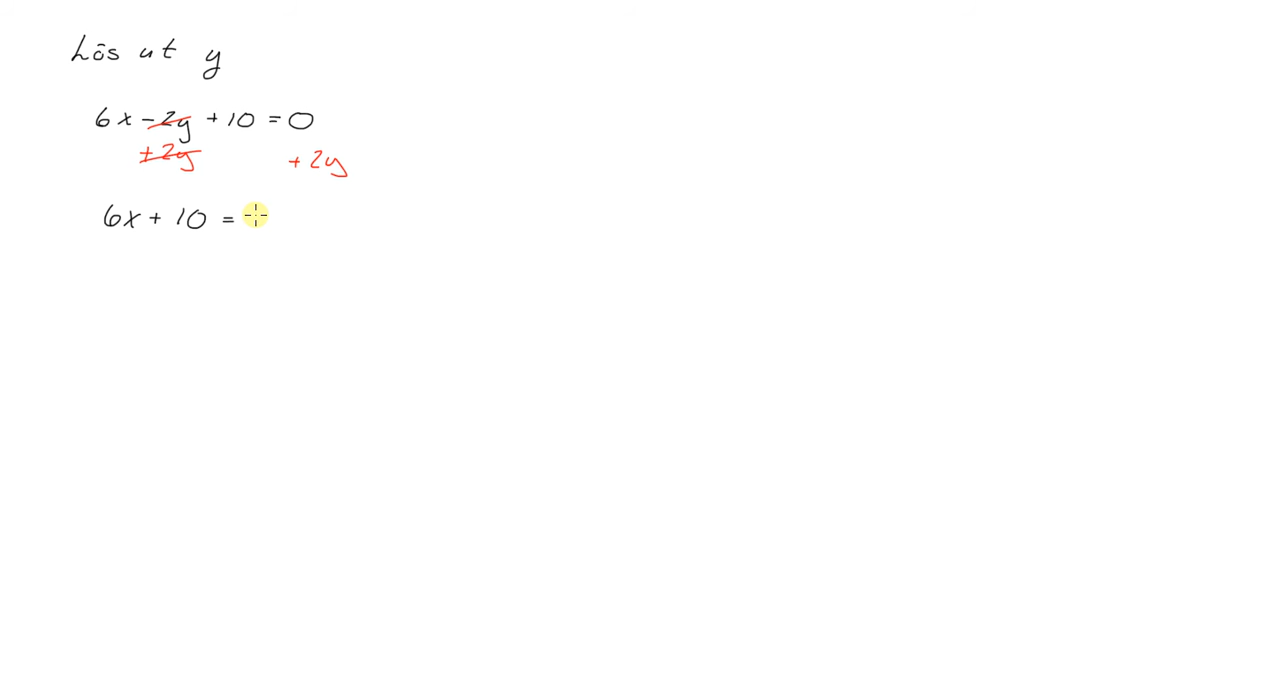 Lös ut y
6x - 2y + 10 = 0
+ 2y + 2y
6x + 10 =